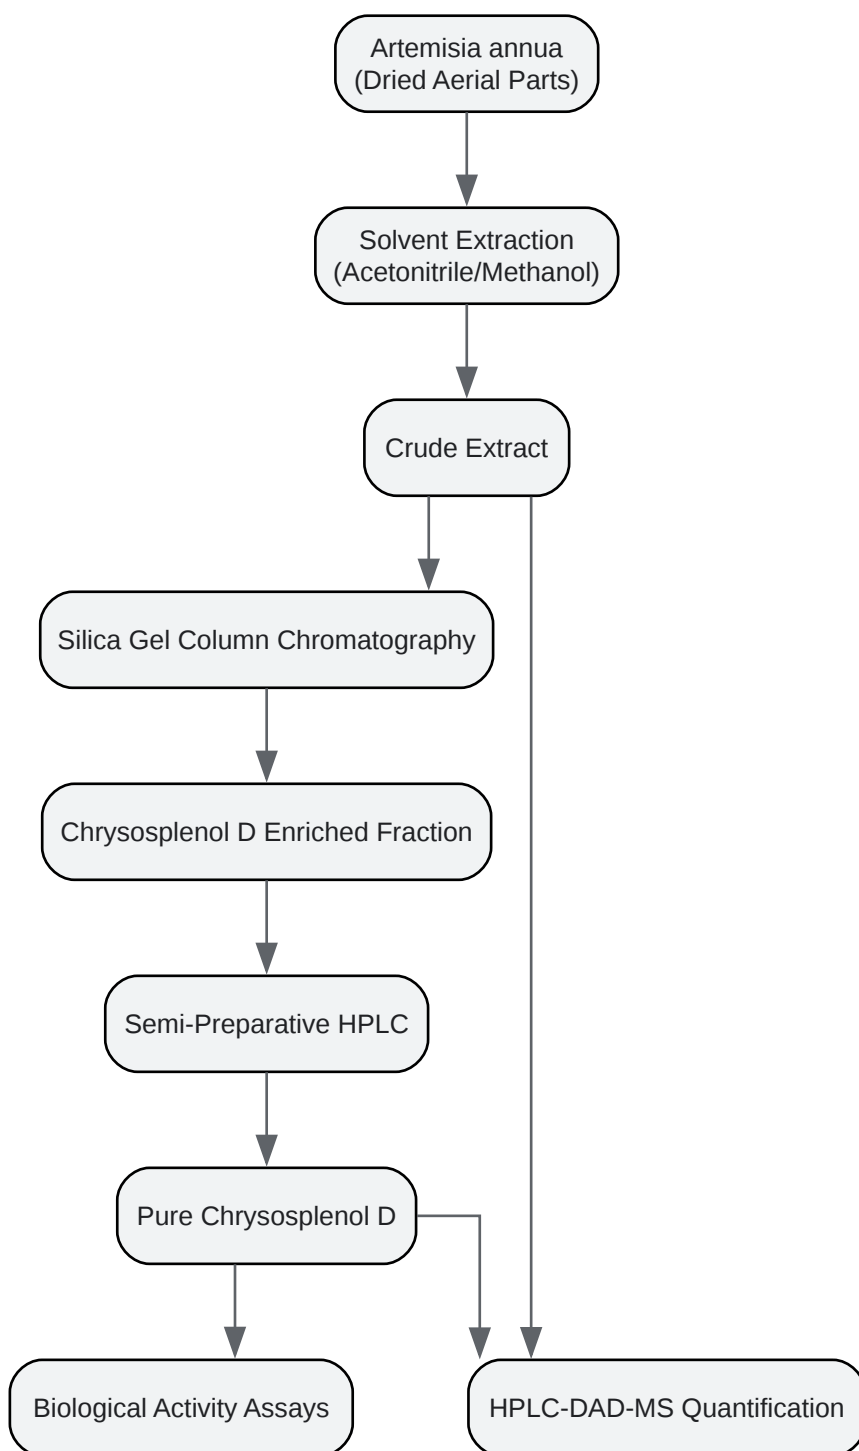 Artemisia annua
(Dried Aerial Parts)
Solvent Extraction
(Acetonitrile/Methanol)
Crude Extract
Silica Gel Column Chromatography
Chrysosplenol D Enriched Fraction
Semi-Preparative HPLC
Pure Chrysosplenol D
Biological Activity Assays
HPLC-DAD-MS Quantification